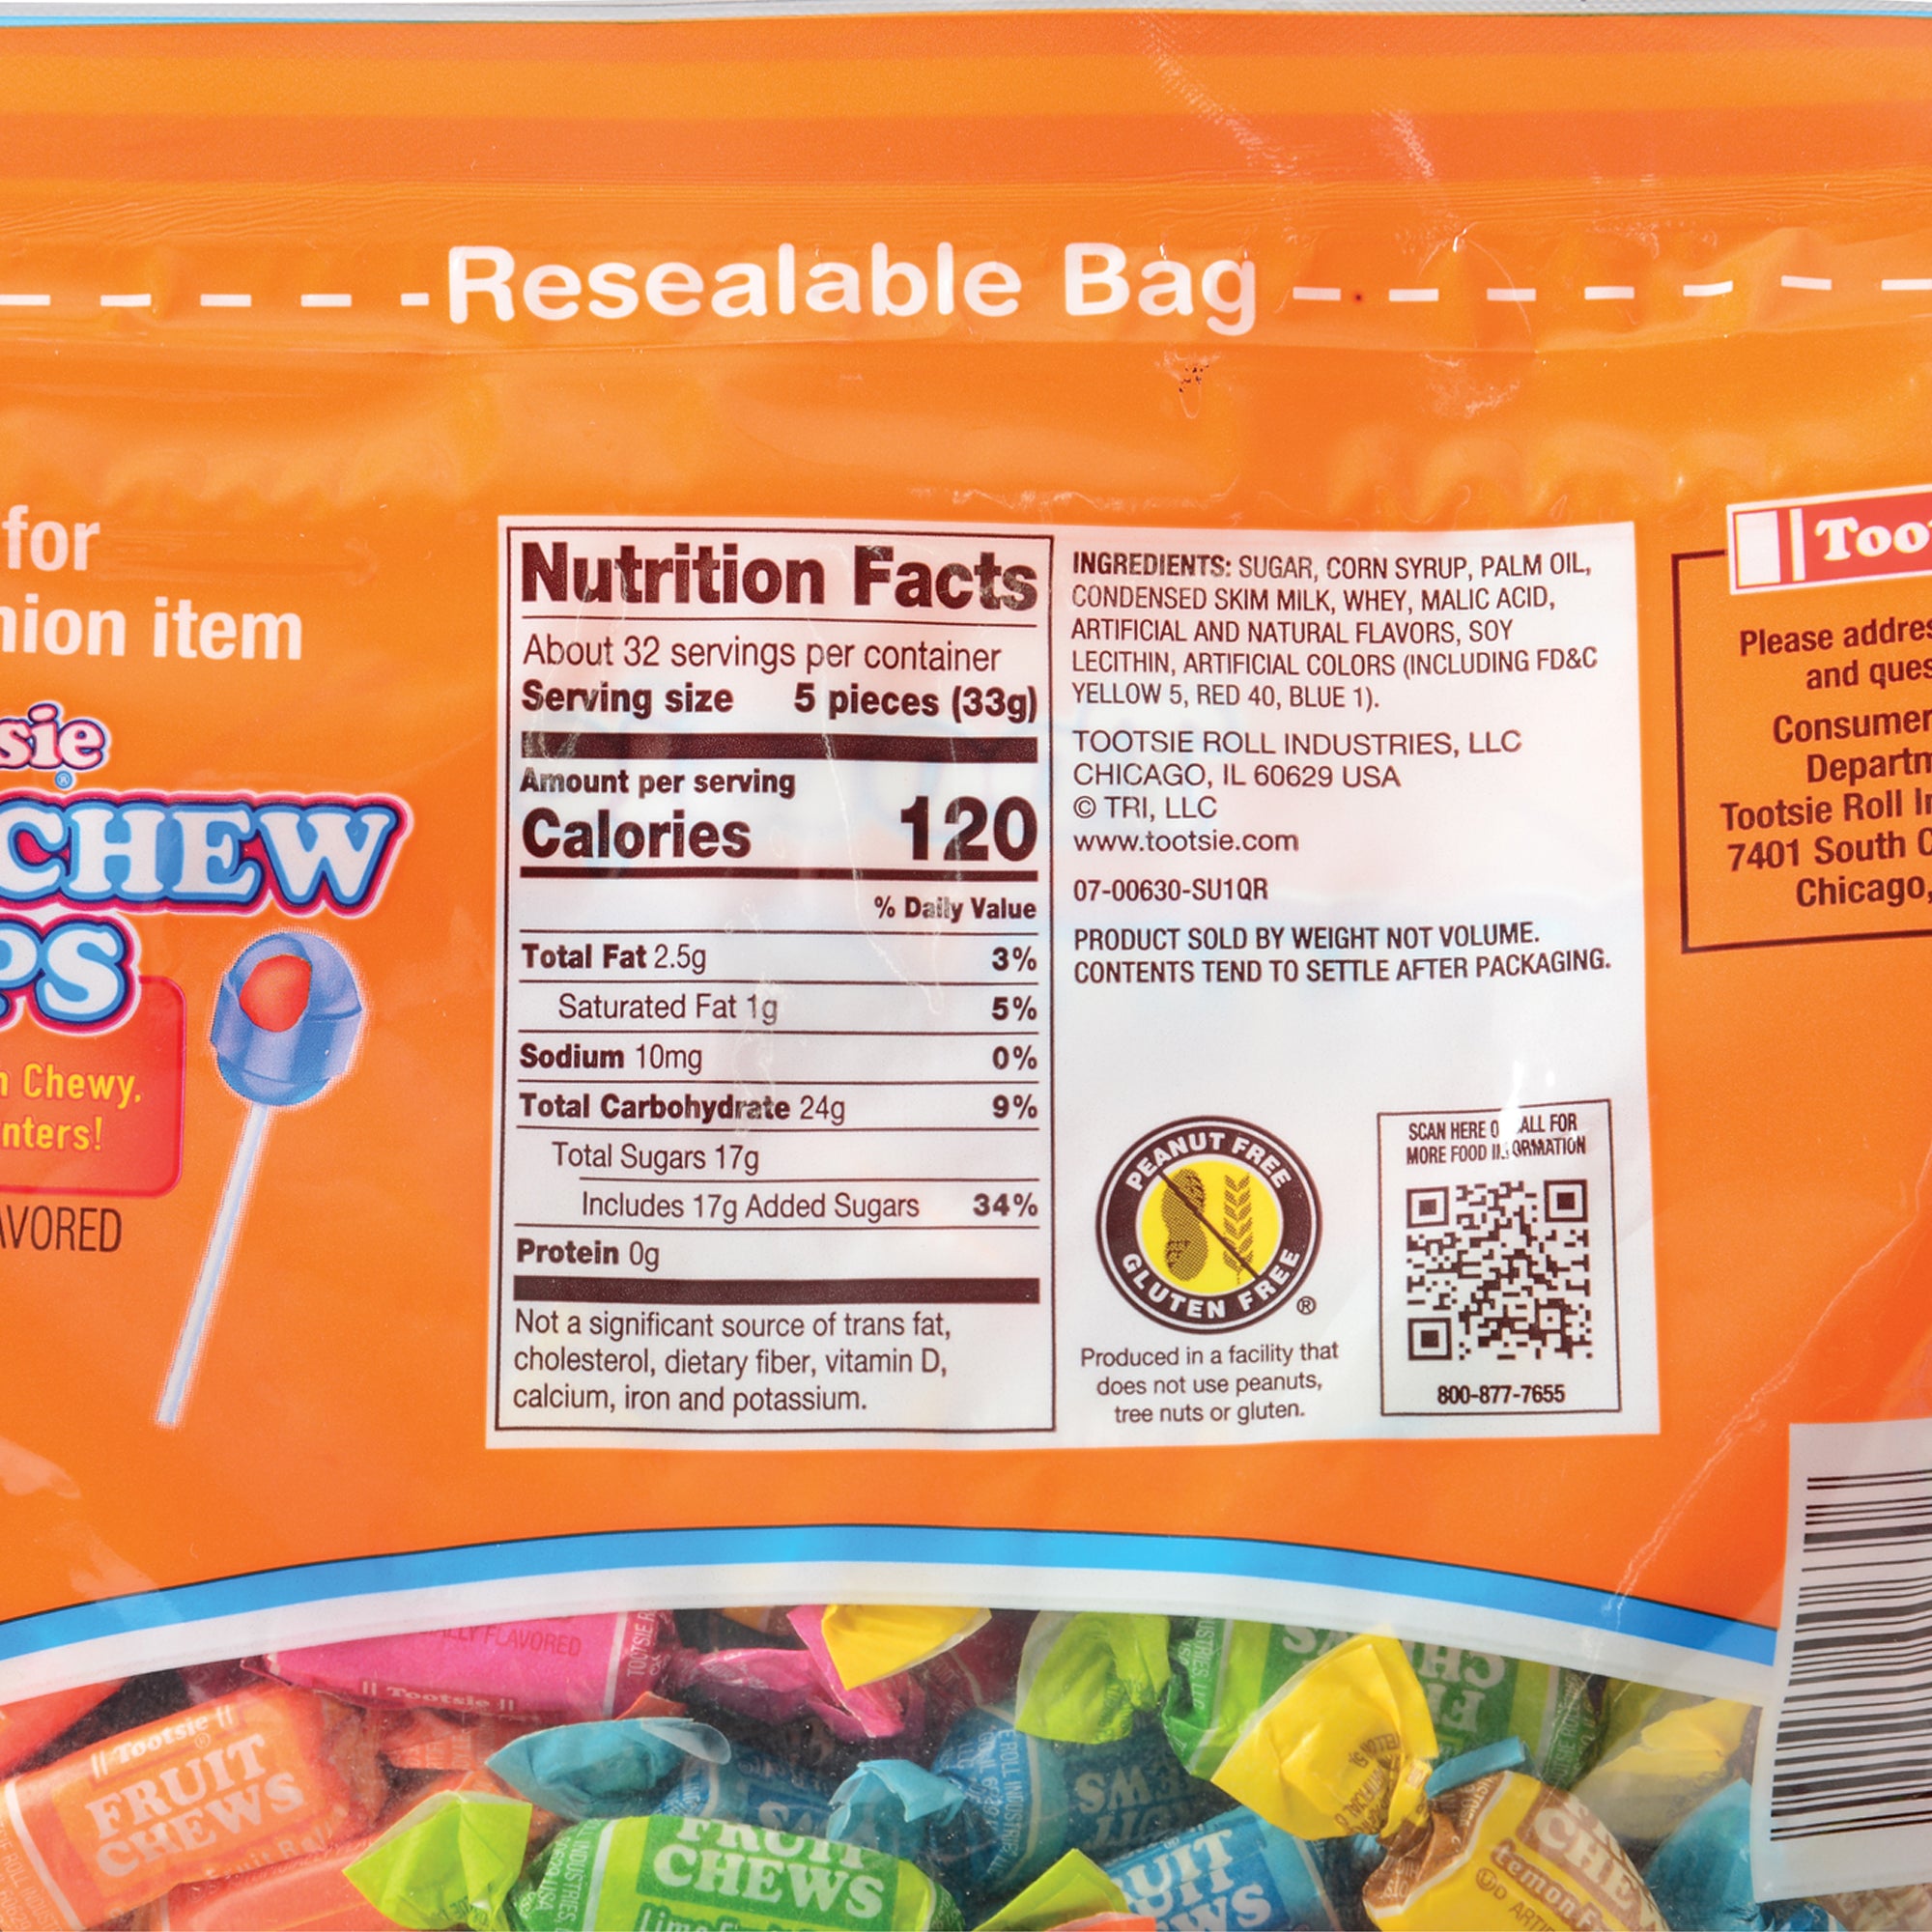 Resealable Bag
for
item
CHEW
Chewy,
Nutrition Facts
About 32 servings per container
Serving size 5 pieces (33g)
Amount per serving
Calories 120
% Daily Value
Total Fat 2.5g 3%
Saturated Fat 1g 5%
Sodium 10mg 0%
Total Carbohydrate 24g 9%
Total Sugars 17g
Includes 17g Added Sugars 34%
Protein 0g
Not a significant source of trans fat,
cholesterol, dietary fiber, vitamin D,
calcium, iron and potassium.
INGREDIENTS: SUGAR, CORN SYRUP, PALM OIL,
CONDENSED SKIM MILK, WHEY, MALIC ACID,
ARTIFICIAL AND NATURAL FLAVORS, SOY
LECITHIN, ARTIFICIAL COLORS (INCLUDING FD&C
YELLOW 5, RED 40, BLUE 1).
TOOTSIE ROLL INDUSTRIES, LLC
CHICAGO, IL 60629 USA
© TRI, LLC
www.tootsie.com
07-00630-SU1QR
PRODUCT SOLD BY WEIGHT NOT VOLUME.
CONTENTS TEND TO SETTLE AFTER PACKAGING.
PEANUT FREE
GLUTEN FREE ®
Produced in a facility that
does not use peanuts,
tree nuts or gluten.
SCAN HERE
FOR
MORE FOOD
800-877-7655
Please
and
Consumer
Tootsie Roll
7401 South
Chicago,
Tootsie
Tootsie
FRUIT
CHEWS
FRUIT
CHEWS